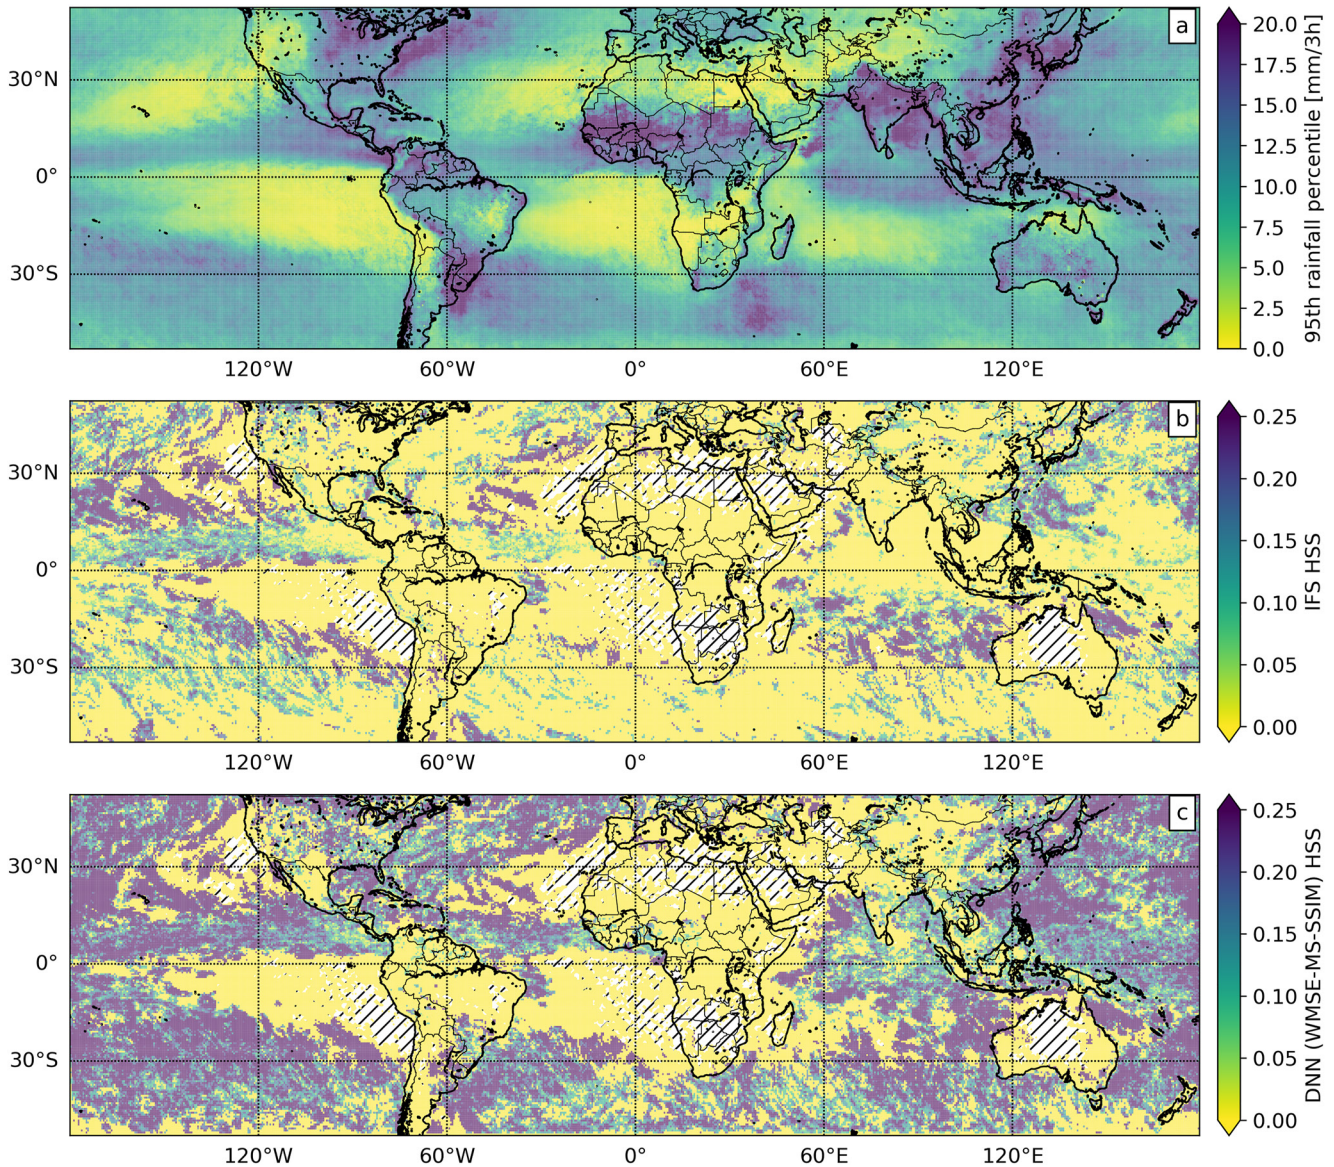 a
30°N
0°
30°S
120°W 60°W 0° 60°E 120°E
20.0
17.5
15.0
12.5
10.0
7.5
5.0
2.5
0.0
95th rainfall percentile [mm/3h]
b
30°N
0°
30°S
120°W 60°W 0° 60°E 120°E
0.25
0.20
0.15
0.10
0.05
0.00
IFS HSS
c
30°N
0°
30°S
120°W 60°W 0° 60°E 120°E
0.25
0.20
0.15
0.10
0.05
0.00
DNN (WMSE-MS-SSIM) HSS